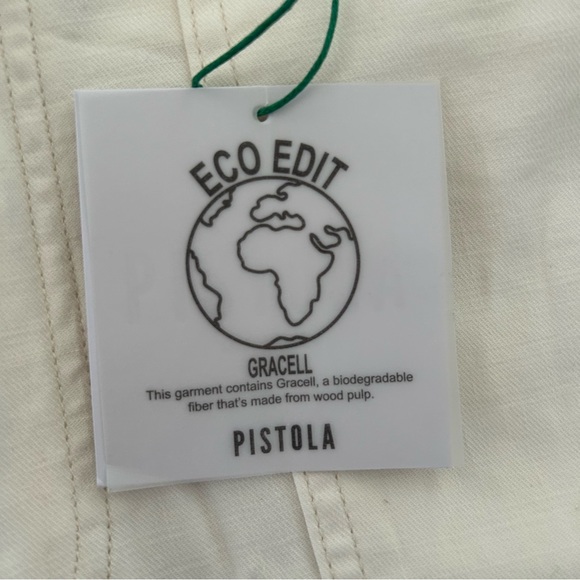 ECO EDIT
GRACELL
This garment contains Gracell, a biodegradable
fiber that's made from wood pulp.
PISTOLA